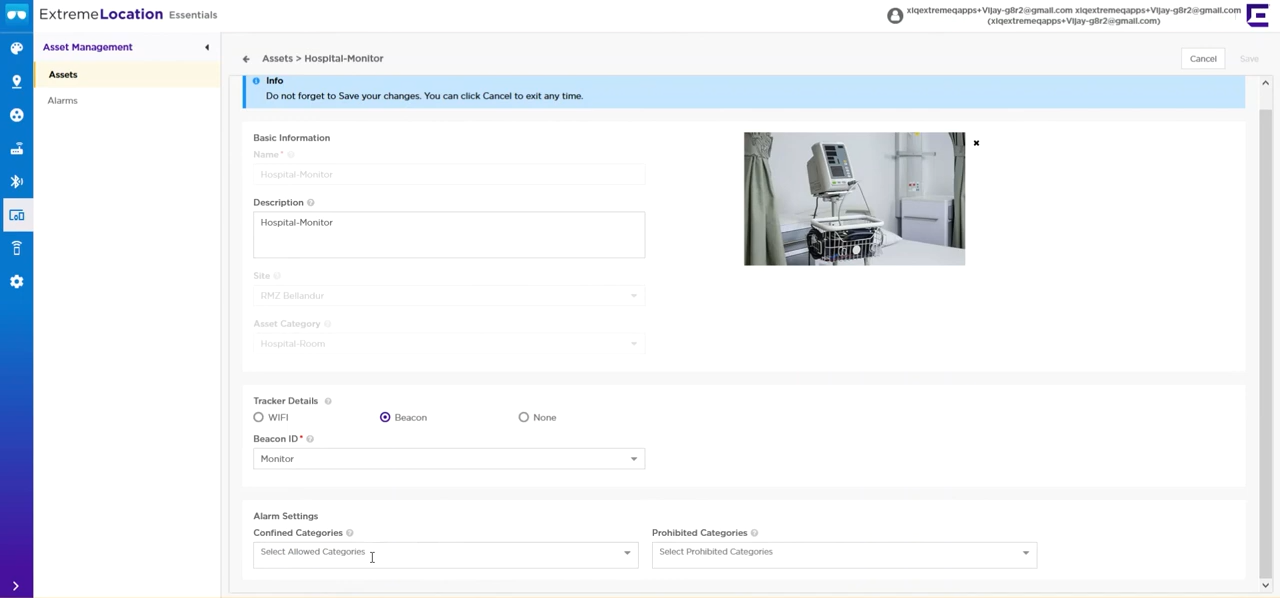 ExtremeLocation Essentials
xiqextremeqapps+Vijay-g8r2@gmail.com xiqextremeqapps+Vijay-g8r2@gmail.com
(xiqextremeqapps+Vijay-g8r2@gmail.com)
Asset Management
Assets
Alarms
Assets > Hospital-Monitor
Cancel
Save
Info
Do not forget to Save your changes. You can click Cancel to exit any time.
Basic Information
Name*
Hospital-Monitor
Description
Hospital-Monitor
Site
RMZ Bellandur
Asset Category
Hospital-Room
Tracker Details
WIFI
Beacon
None
Beacon ID*
Monitor
Alarm Settings
Confined Categories
Prohibited Categories
Select Allowed Categories
Select Prohibited Categories